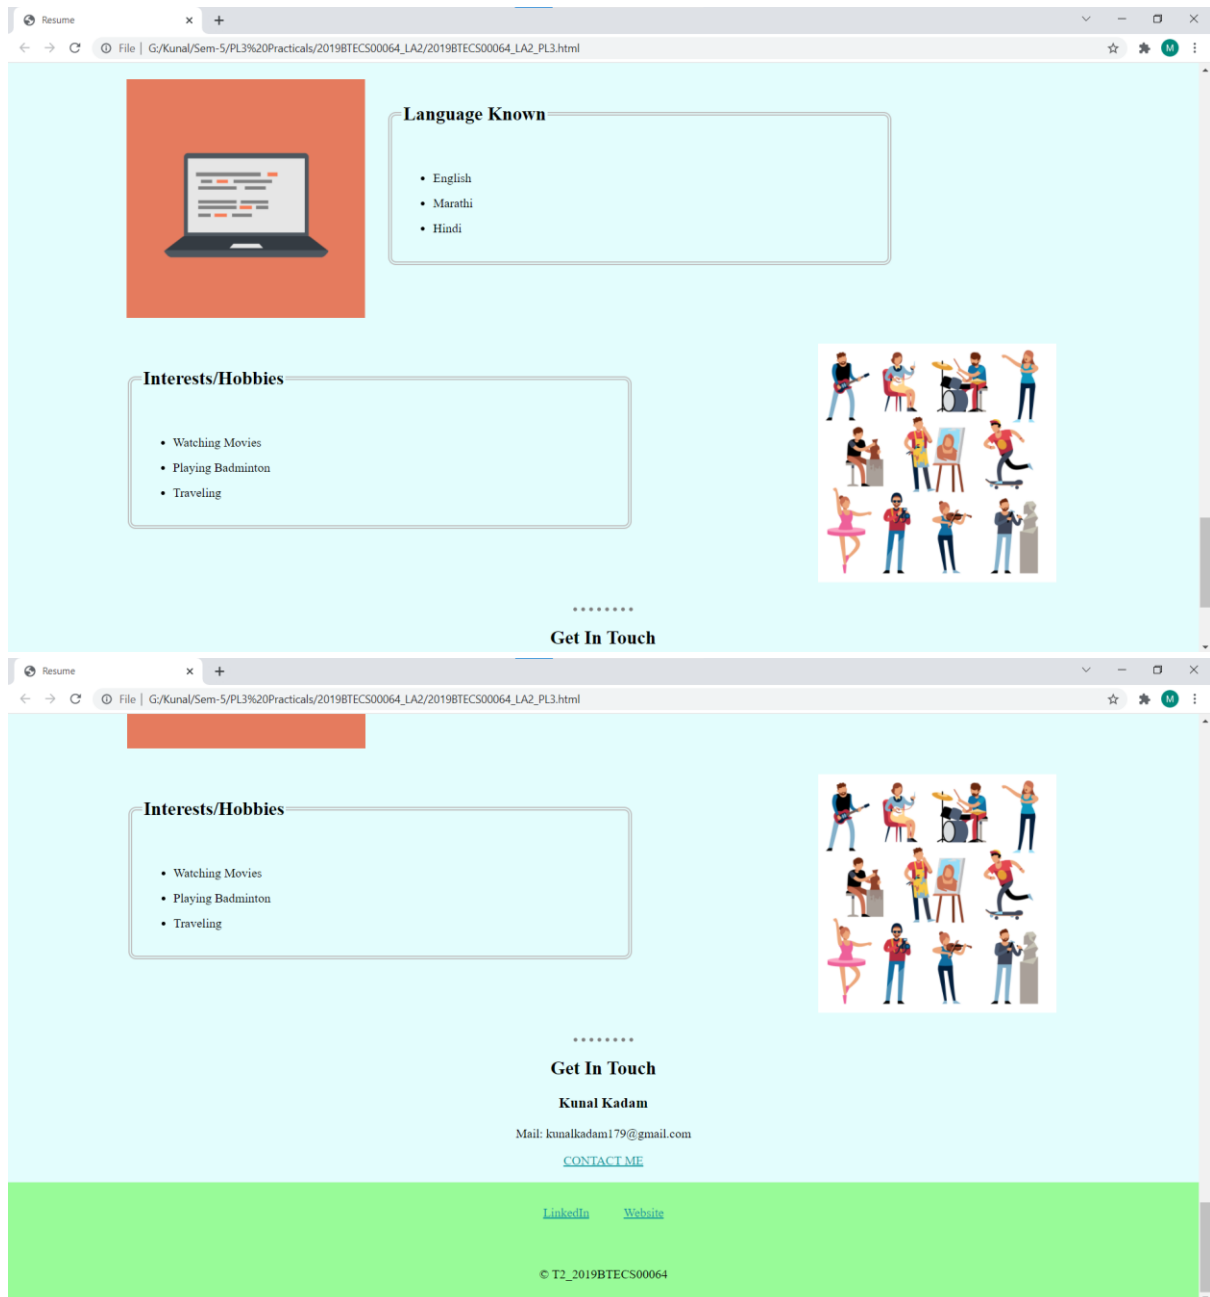 Resume
File | G:/Kunal/Sem-5/PL3%20Practicals/2019BTECS00064_LA2/2019BTECS00064_LA2_PL3.html
M
Language Known
English
Marathi
Hindi
Interests/Hobbies
Watching Movies
Playing Badminton
Traveling
Get In Touch
Resume
File | G:/Kunal/Sem-5/PL3%20Practicals/2019BTECS00064_LA2/2019BTECS00064_LA2_PL3.html
M
Interests/Hobbies
Watching Movies
Playing Badminton
Traveling
Get In Touch
Kunal Kadam
Mail: kunalkadam179@gmail.com
CONTACT ME
LinkedIn Website
© T2_2019BTECS00064